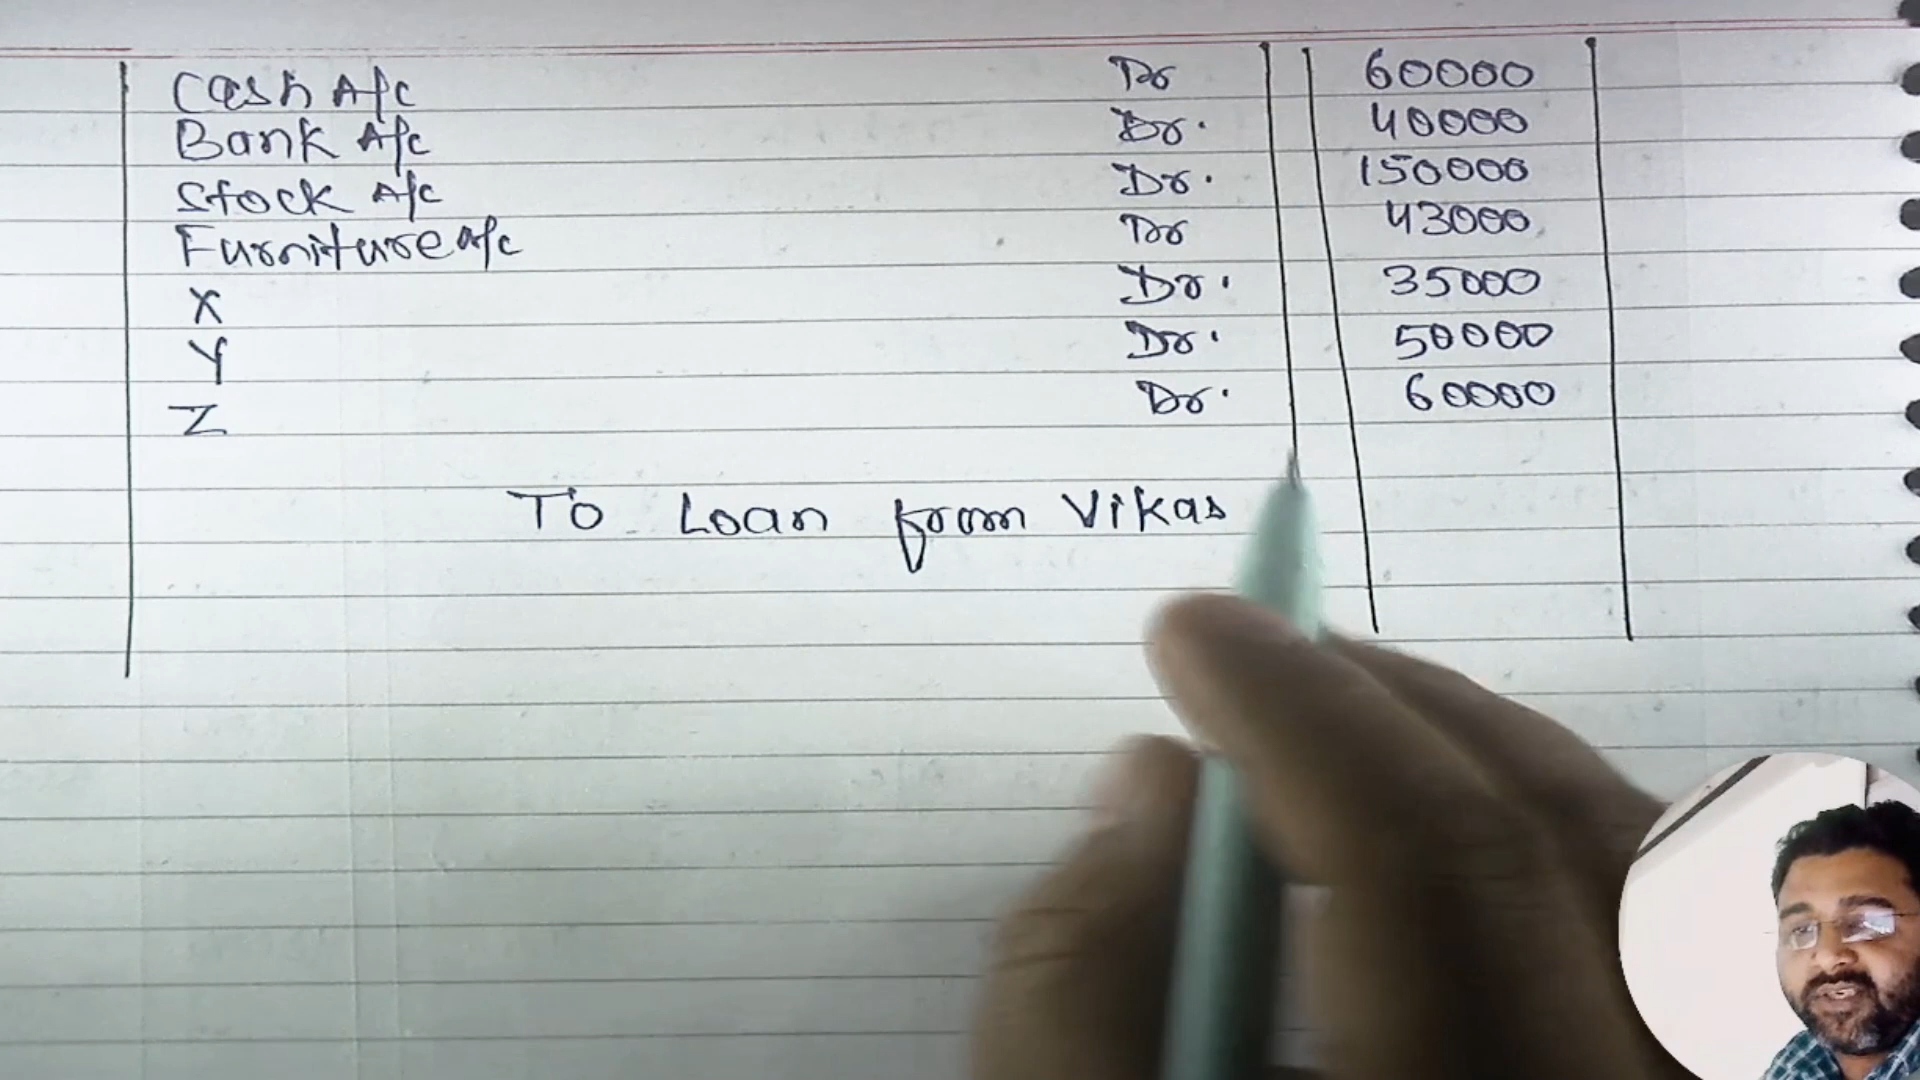 Cash A/c Dr 60000
Bank A/c Dr. 40000
Stock A/c Dr. 150000
Furniture A/c Dr 43000
X Dr. 35000
Y Dr. 50000
Z Dr. 60000
To Loan from Vikas